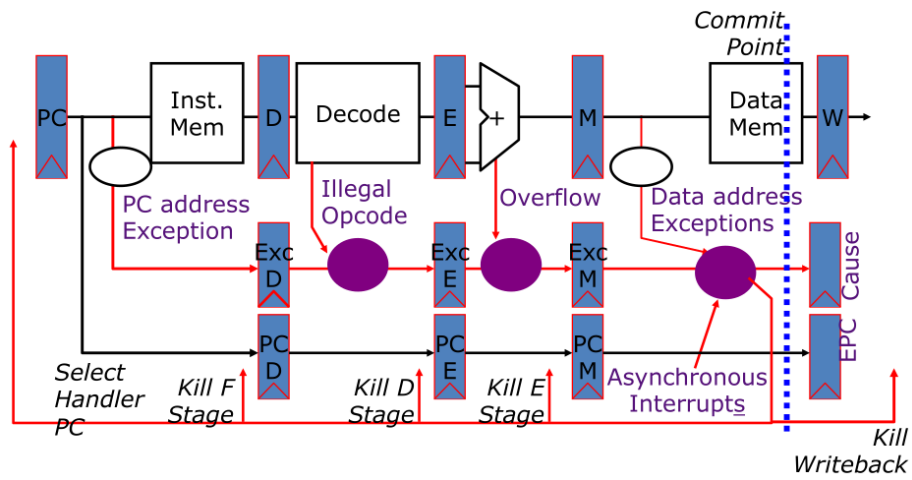 Commit
Point
PC
Inst.
Mem
D
Decode
E
+
M
Data
Mem
W
PC address
Exception
Illegal
Opcode
Overflow
Data address
Exceptions
Exc
D
Exc
E
Exc
M
Cause
PC
D
PC
E
PC
M
EPC
Select
Handler
PC
Kill F
Stage
Kill D
Stage
Kill E
Stage
Asynchronous
Interrupts
Kill
Writeback